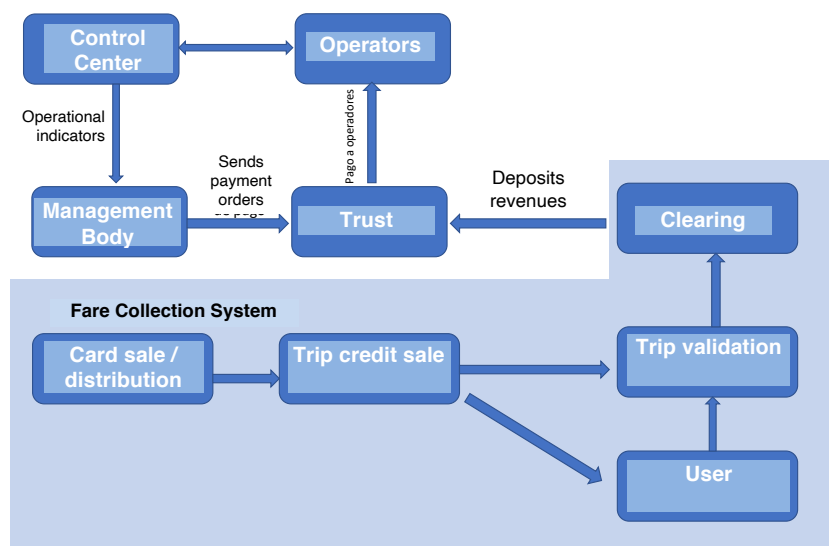 Control
Center
Operators
Operational
indicators
Pago a operadores
Sends
payment
orders
Deposits
revenues
Management
Body
Trust
Clearing
Fare Collection System
Card sale /
distribution
Trip credit sale
Trip validation
User